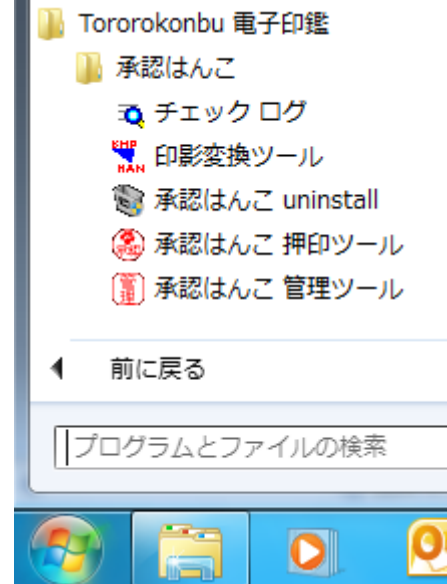 Tororokonbu 電子印鑑
承認はんこ
チェック ログ
印影変換ツール
承認はんこ uninstall
承認はんこ 押印ツール
承認はんこ 管理ツール
前に戻る
プログラムとファイルの検索